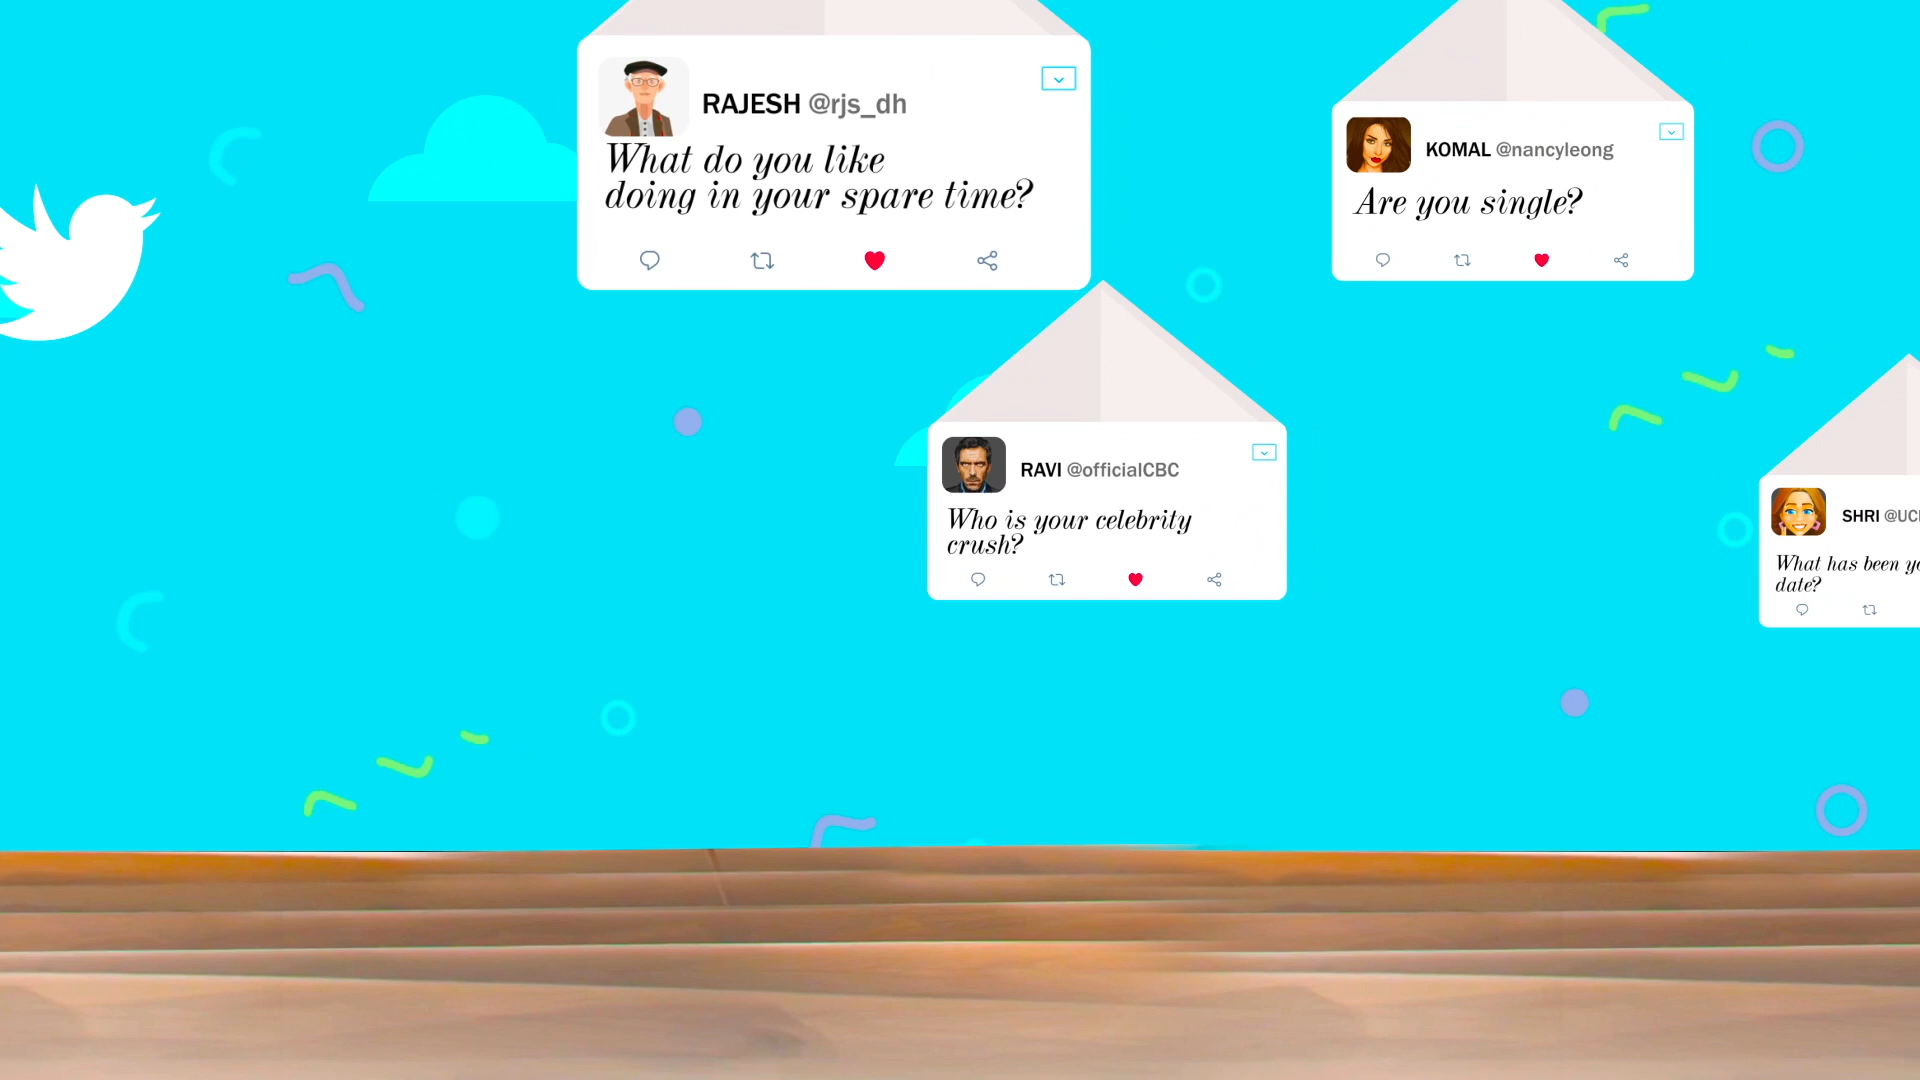 RAJESH @rjs_dh
What do you like
doing in your spare time?
KOMAL @nancyleong
Are you single?
RAVI @officialCBC
Who is your celebrity
crush?
SHRI
What has been
date?